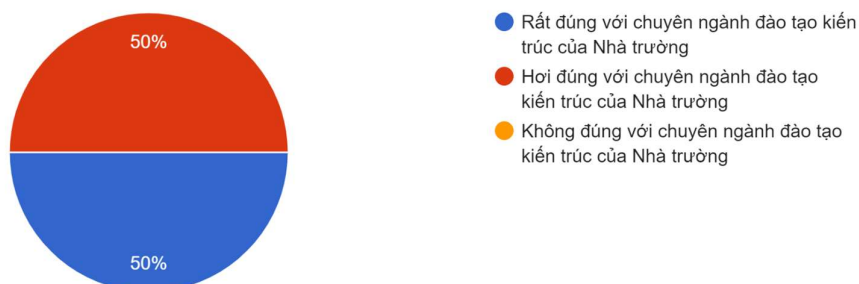 50%
50%
Rất đúng với chuyên ngành đào tạo kiến
trúc của Nhà trường
Hơi đúng với chuyên ngành đào tạo
kiến trúc của Nhà trường
Không đúng với chuyên ngành đào tạo
kiến trúc của Nhà trường